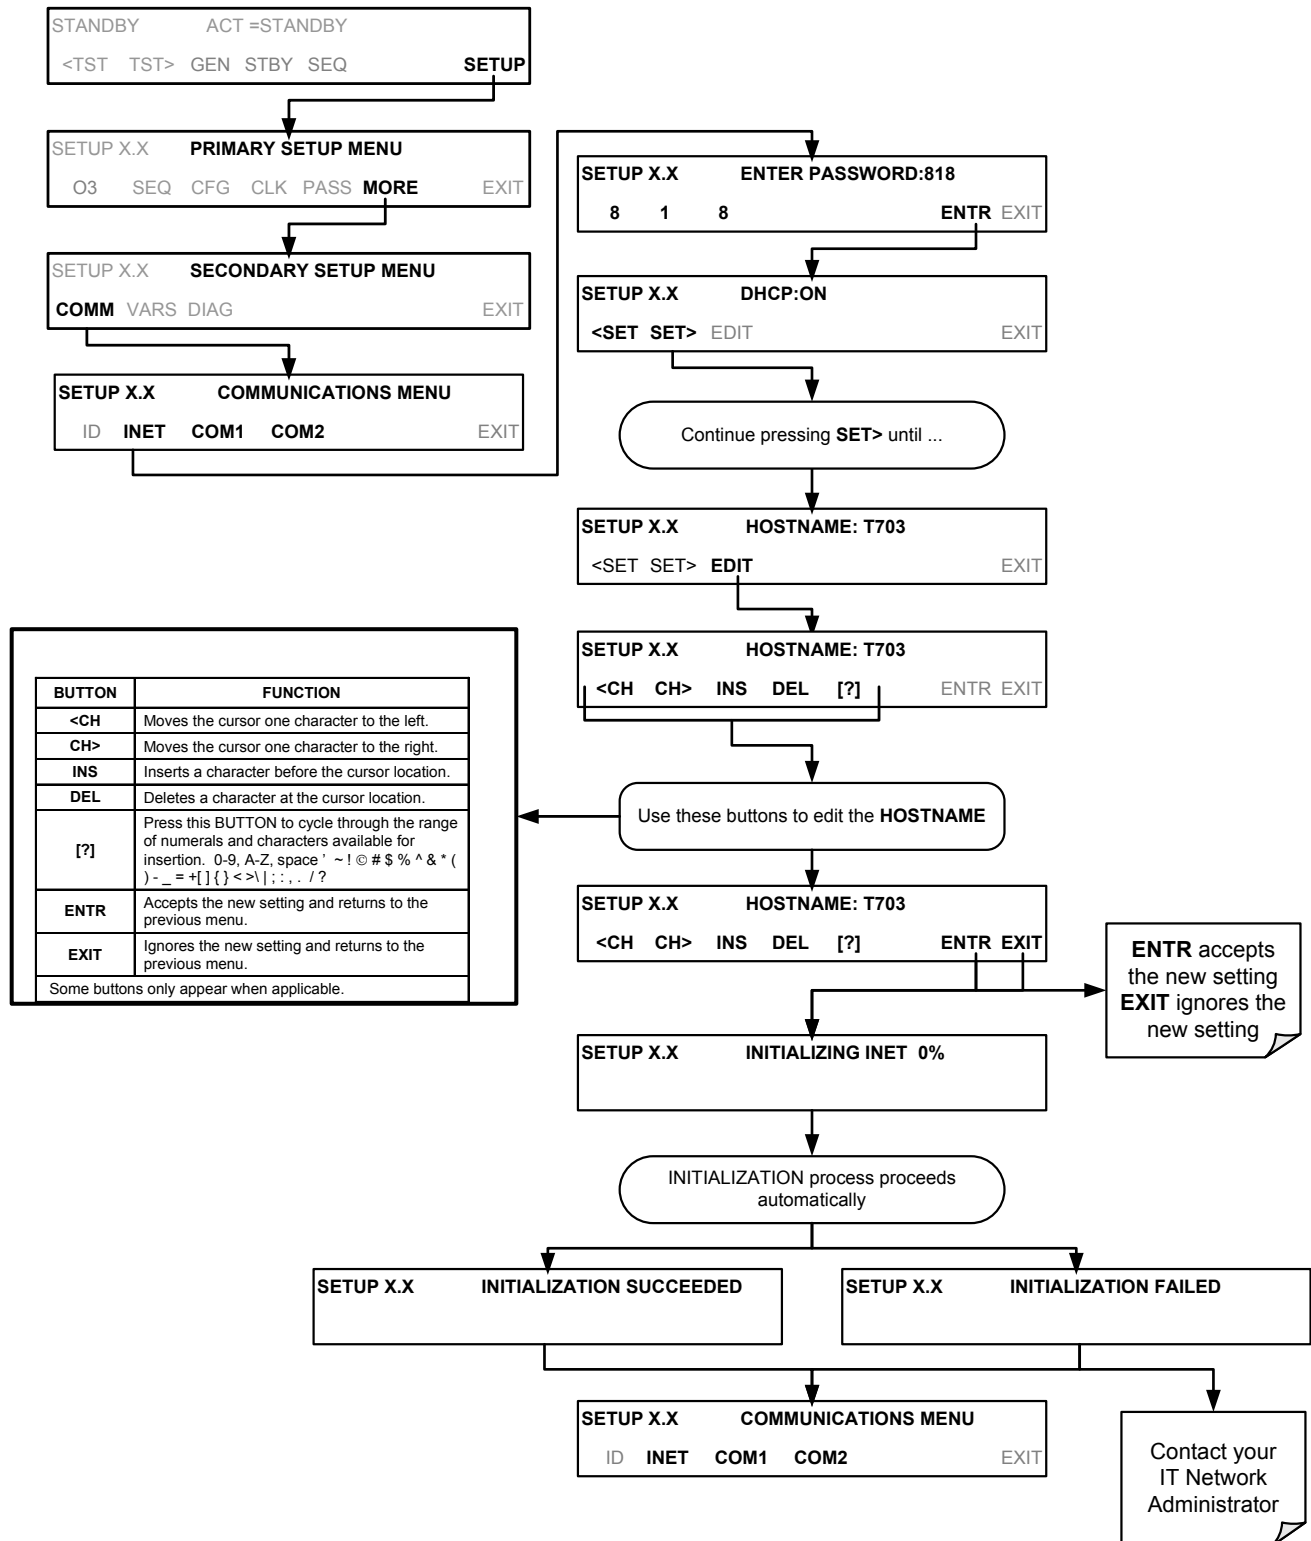 STANDBY ACT =STANDBY
<TST TST> GEN STBY SEQ SETUP
SETUP X.X PRIMARY SETUP MENU
O3 SEQ CFG CLK PASS MORE EXIT
SETUP X.X SECONDARY SETUP MENU
COMM VARS DIAG EXIT
SETUP X.X COMMUNICATIONS MENU
ID INET COM1 COM2 EXIT
SETUP X.X ENTER PASSWORD:818
8 1 8 ENTR EXIT
SETUP X.X DHCP:ON
<SET SET> EDIT EXIT
Continue pressing SET> until ...
SETUP X.X HOSTNAME: T703
<SET SET> EDIT EXIT
SETUP X.X HOSTNAME: T703
<CH CH> INS DEL [?] ENTR EXIT
Use these buttons to edit the HOSTNAME
BUTTON FUNCTION
<CH Moves the cursor one character to the left.
CH> Moves the cursor one character to the right.
INS Inserts a character before the cursor location.
DEL Deletes a character at the cursor location.
[?] Press this BUTTON to cycle through the range
of numerals and characters available for
insertion. 0-9, A-Z, space ' ~ ! © # $ % ^ & * (
) - _ = +[ ] { } < >\ | ; : , . / ?
ENTR Accepts the new setting and returns to the
previous menu.
EXIT Ignores the new setting and returns to the
previous menu.
Some buttons only appear when applicable.
SETUP X.X HOSTNAME: T703
<CH CH> INS DEL [?] ENTR EXIT
ENTR accepts
the new setting
EXIT ignores the
new setting
SETUP X.X INITIALIZING INET 0%
INITIALIZATION process proceeds
automatically
SETUP X.X INITIALIZATION SUCCEEDED
SETUP X.X INITIALIZATION FAILED
SETUP X.X COMMUNICATIONS MENU
ID INET COM1 COM2 EXIT
Contact your
IT Network
Administrator